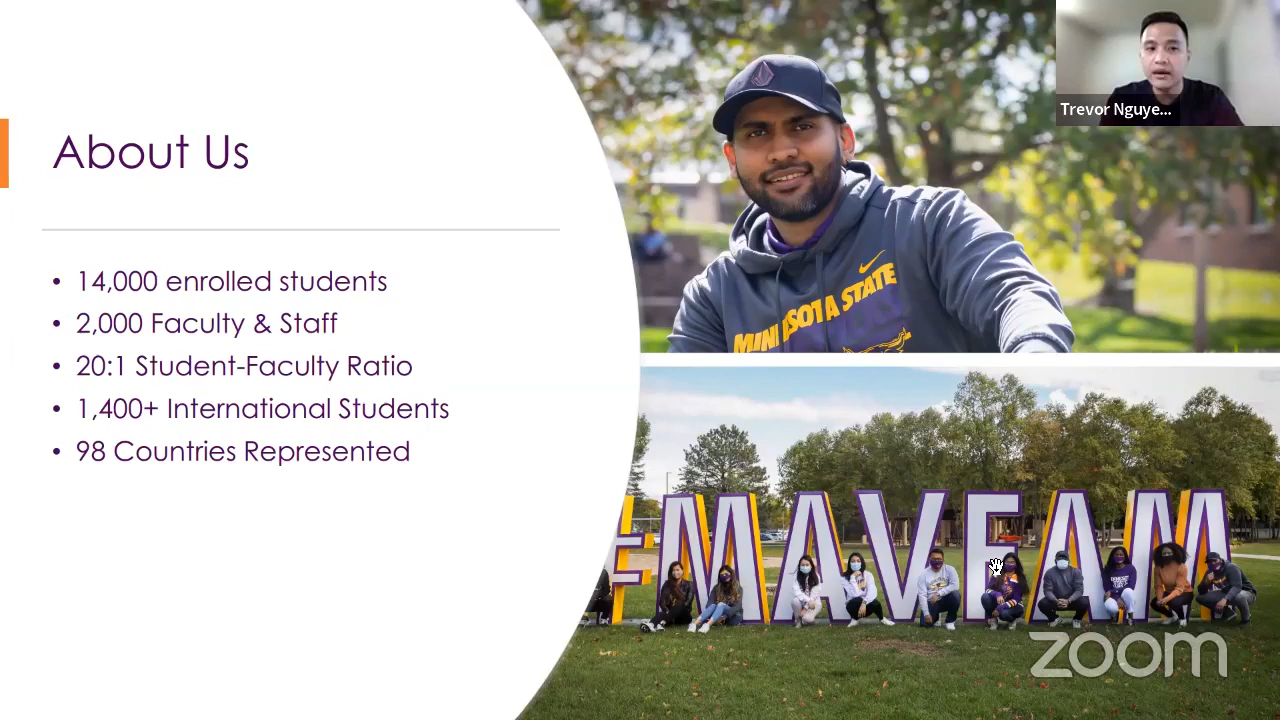 About Us
• 14,000 enrolled students
• 2,000 Faculty & Staff
• 20:1 Student-Faculty Ratio
• 1,400+ International Students
• 98 Countries Represented
Trevor Nguye...
MINNESOTA STATE
#MAVFAM
zoom